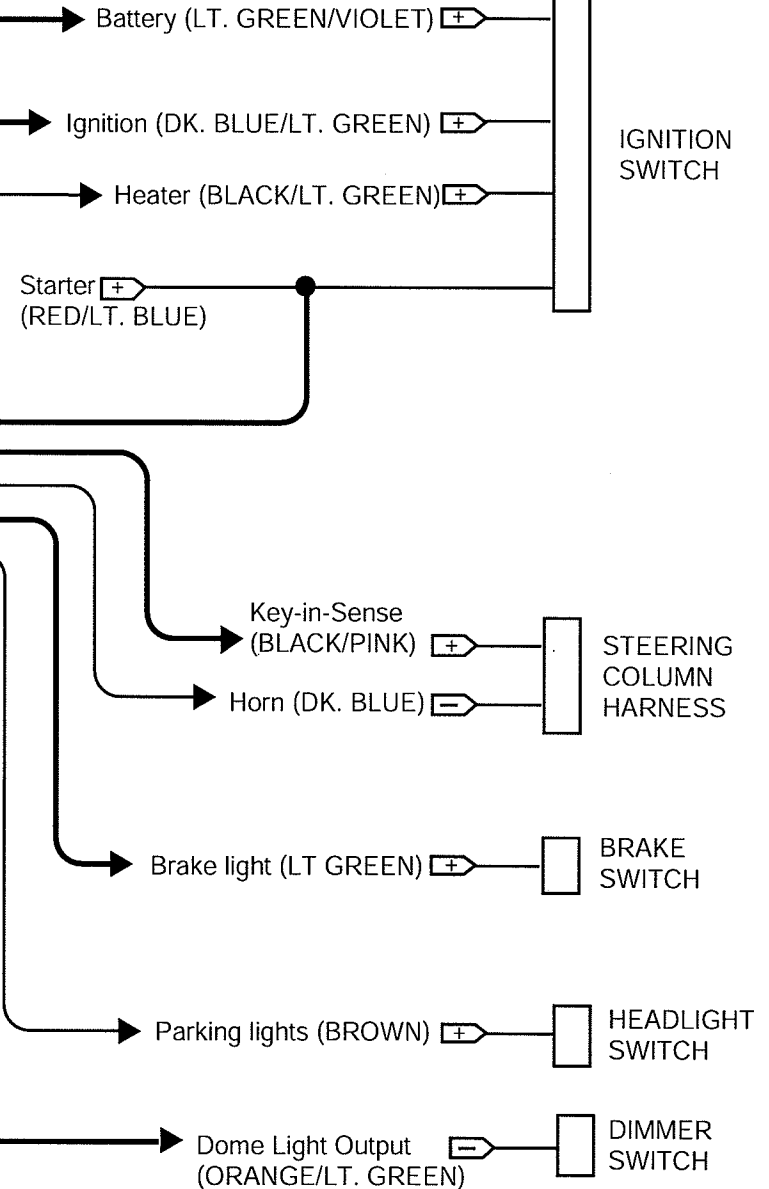 Battery (LT. GREEN/VIOLET) +
Ignition (DK. BLUE/LT. GREEN) +
IGNITION
SWITCH
Heater (BLACK/LT. GREEN) +
Starter +
(RED/LT. BLUE)
Key-in-Sense
(BLACK/PINK) +
STEERING
COLUMN
HARNESS
Horn (DK. BLUE) −
Brake light (LT GREEN) +
BRAKE
SWITCH
Parking lights (BROWN) +
HEADLIGHT
SWITCH
Dome Light Output −
(ORANGE/LT. GREEN)
DIMMER
SWITCH